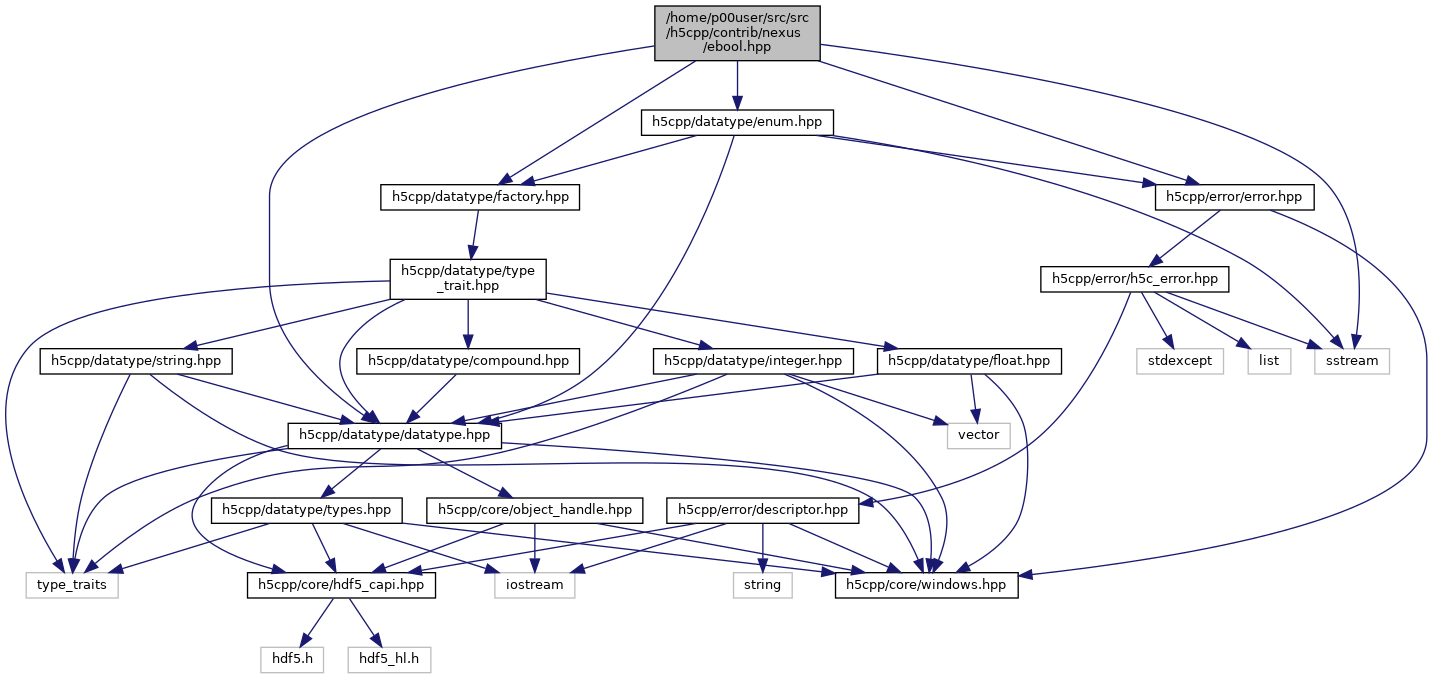 /home/p00user/src/src
/h5cpp/contrib/nexus
/ebool.hpp
h5cpp/datatype/enum.hpp
h5cpp/datatype/factory.hpp
h5cpp/error/error.hpp
h5cpp/datatype/type
_trait.hpp
h5cpp/error/h5c_error.hpp
h5cpp/datatype/string.hpp
h5cpp/datatype/compound.hpp
h5cpp/datatype/integer.hpp
h5cpp/datatype/float.hpp
stdexcept
list
sstream
h5cpp/datatype/datatype.hpp
vector
h5cpp/datatype/types.hpp
h5cpp/core/object_handle.hpp
h5cpp/error/descriptor.hpp
type_traits
h5cpp/core/hdf5_capi.hpp
iostream
string
h5cpp/core/windows.hpp
hdf5.h
hdf5_hl.h